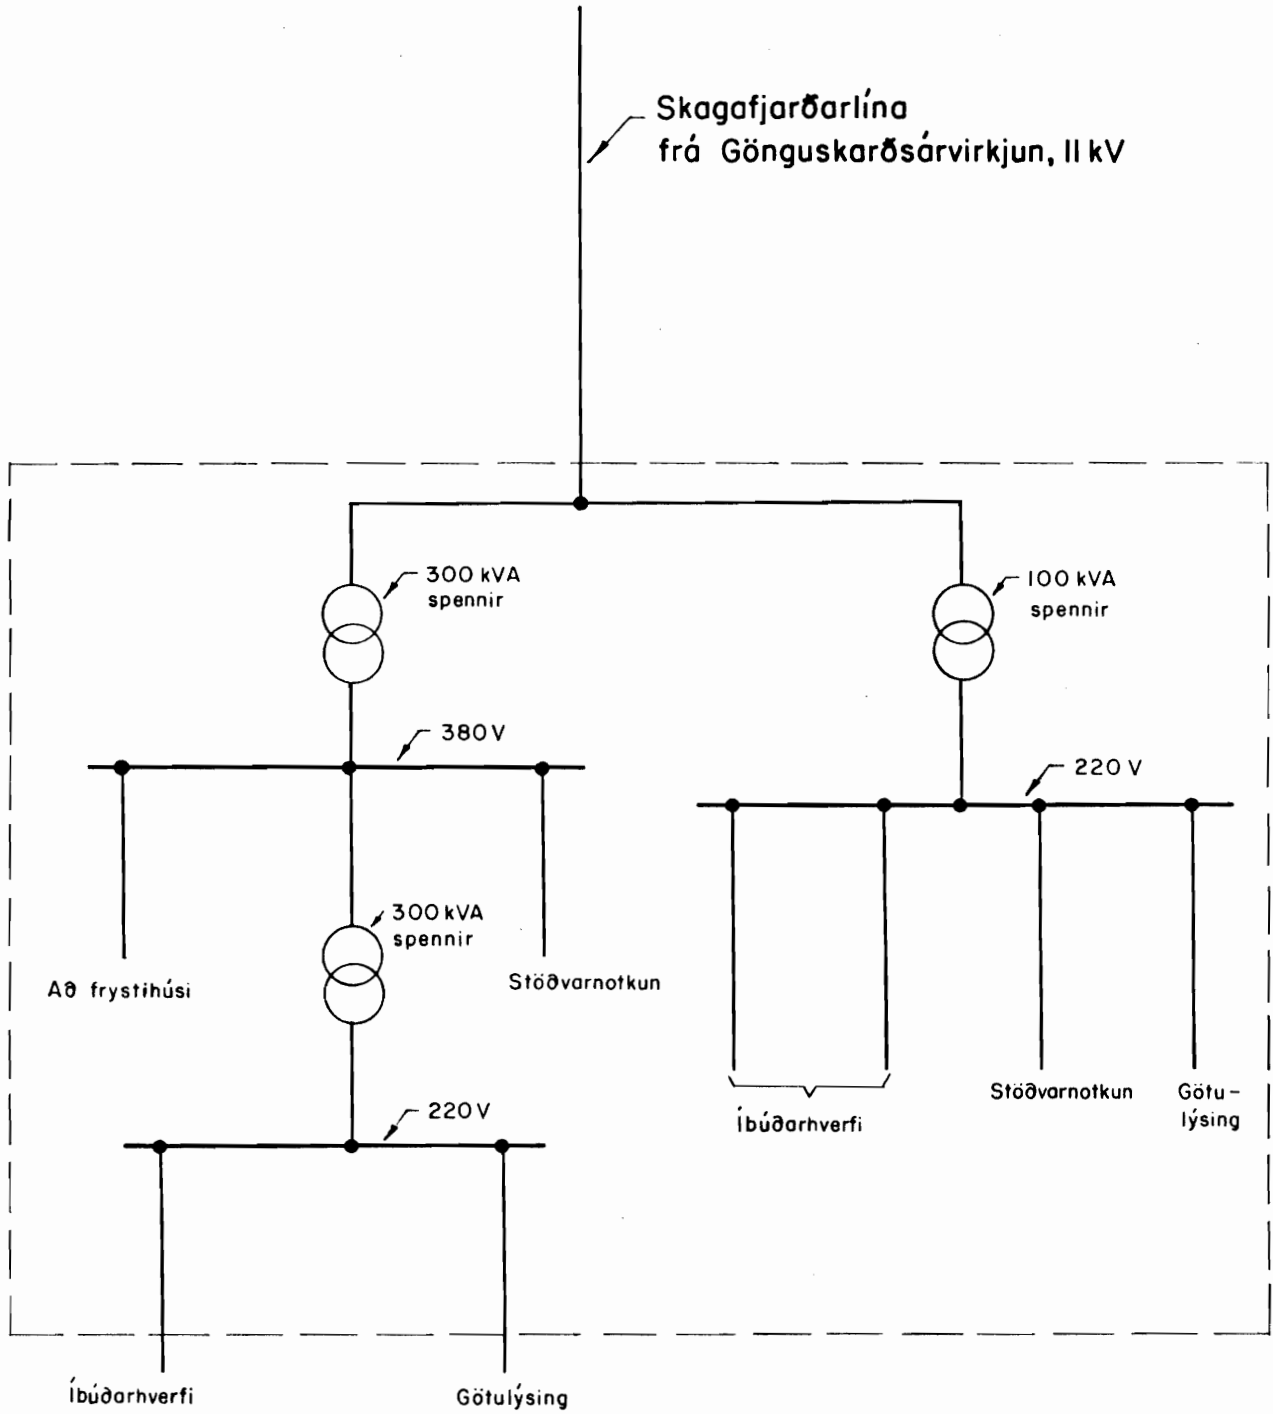 Skagafjarðarlína
frá Gönguskarðsárvirkjun, 11 kV
300 kVA
spennir
100 kVA
spennir
380 V
220 V
300 kVA
spennir
Að frystihúsi
Stöðvarnotkun
Íbúðarhverfi
Stöðvarnotkun
Götu-
lýsing
220 V
Íbúðarhverfi
Götulýsing